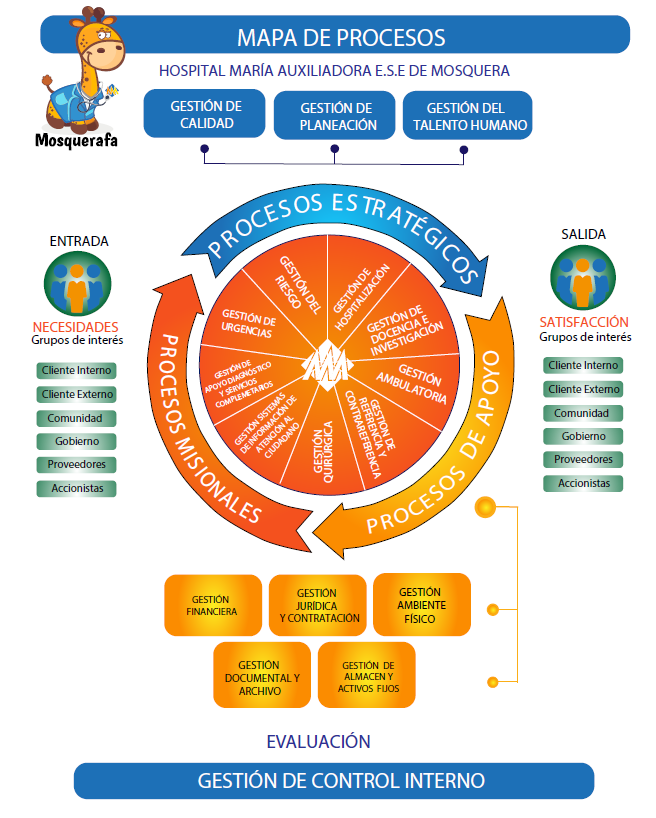 MAPA DE PROCESOS
HOSPITAL MARÍA AUXILIADORA E.S.E DE MOSQUERA
Mosquerafa
GESTIÓN DE
CALIDAD
GESTIÓN DE
PLANEACIÓN
GESTIÓN DEL
TALENTO HUMANO
PROCESOS ESTRATÉGICOS
PROCESOS DE APOYO
PROCESOS MISIONALES
ENTRADA
NECESIDADES
Grupos de interés
Cliente Interno
Cliente Externo
Comunidad
Gobierno
Proveedores
Accionistas
GESTIÓN DEL
RIESGO
GESTIÓN DE
HOSPITALIZACIÓN
GESTIÓN DE
DOCENCIA E
INVESTIGACIÓN
GESTIÓN
AMBULATORIA
GESTIÓN DE
REFERENCIA Y
CONTRAREFERENCIA
GESTIÓN
QUIRÚRGICA
GESTIÓN SISTEMAS
DE INFORMACIÓN DE
ATENCIÓN AL
CIUDADANO
GESTIÓN DE
APOYO DIAGNÓSTICO
Y SERVICIOS
COMPLEMETARIOS
GESTIÓN DE
URGENCIAS
SALIDA
SATISFACCIÓN
Grupos de interés
Cliente Interno
Cliente Externo
Comunidad
Gobierno
Proveedores
Accionistas
GESTIÓN
FINANCIERA
GESTIÓN
JURÍDICA
Y CONTRATACIÓN
GESTIÓN
AMBIENTE
FÍSICO
GESTIÓN
DOCUMENTAL Y
ARCHIVO
GESTIÓN DE
ALMACEN Y
ACTIVOS FIJOS
EVALUACIÓN
GESTIÓN DE CONTROL INTERNO